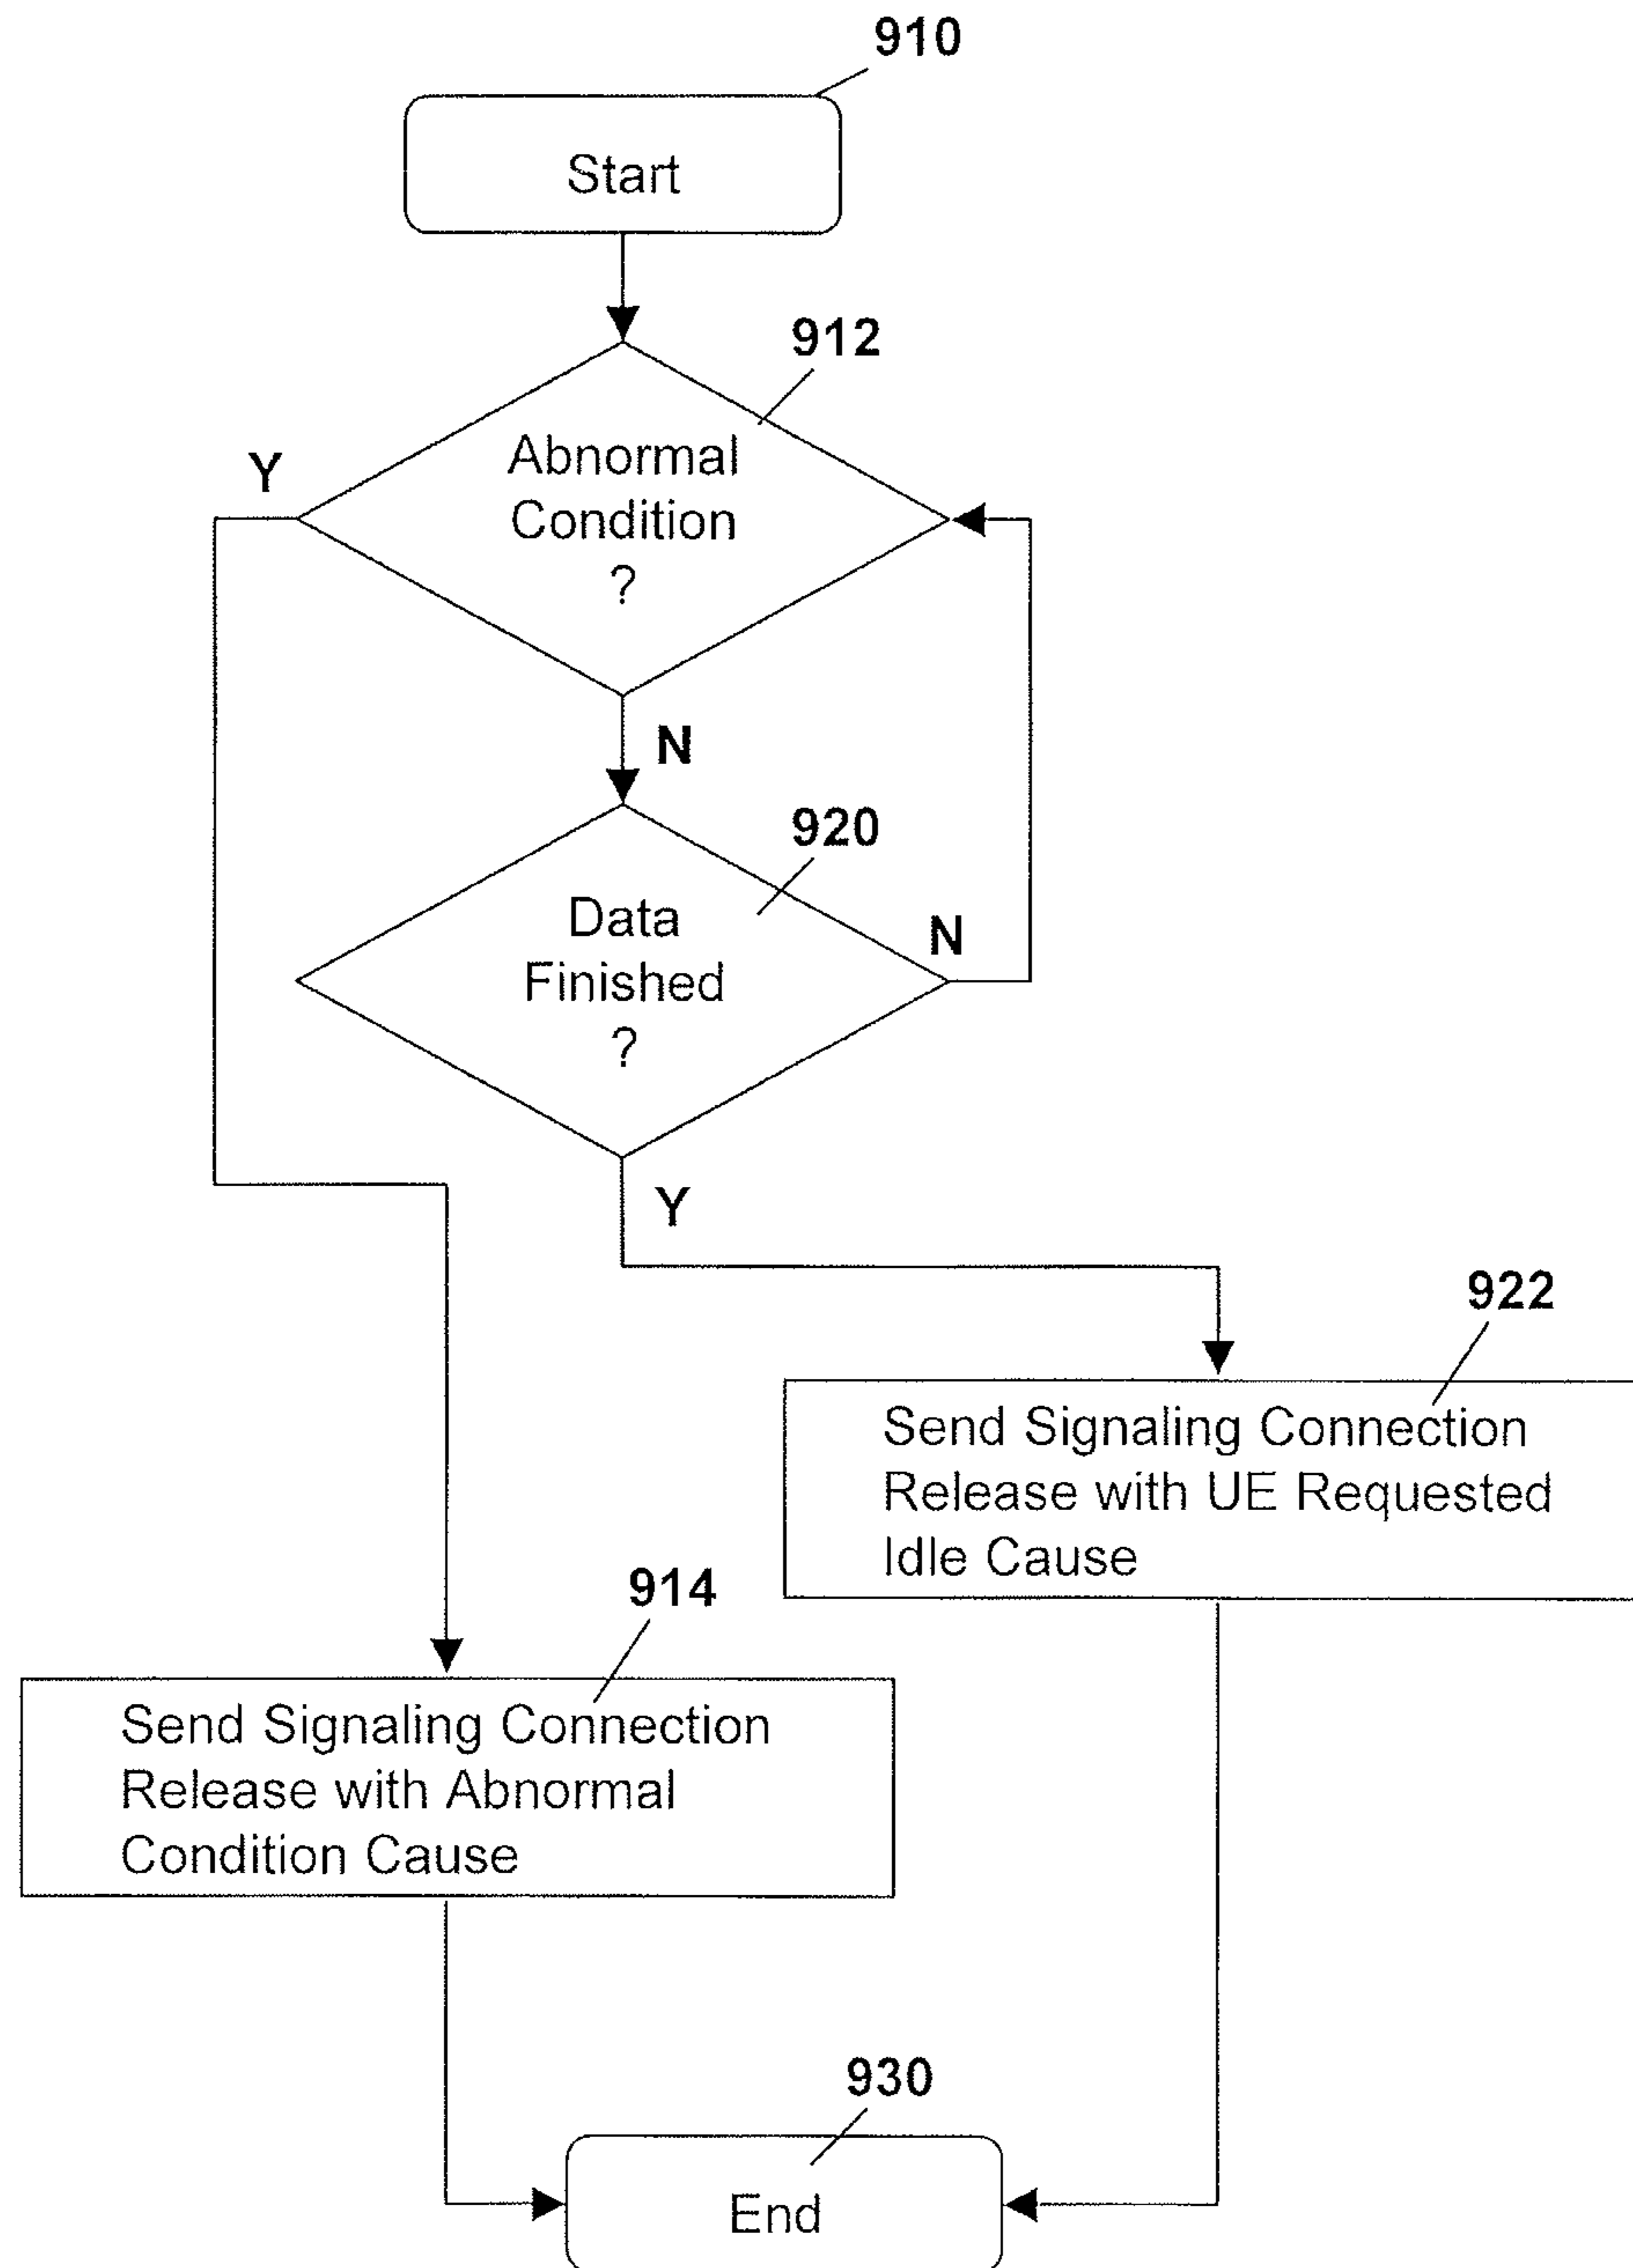 910
Start
912
Abnormal
Condition
?
Y
N
920
Data
Finished
?
N
Y
922
Send Signaling Connection
Release with UE Requested
Idle Cause
914
Send Signaling Connection
Release with Abnormal
Condition Cause
930
End